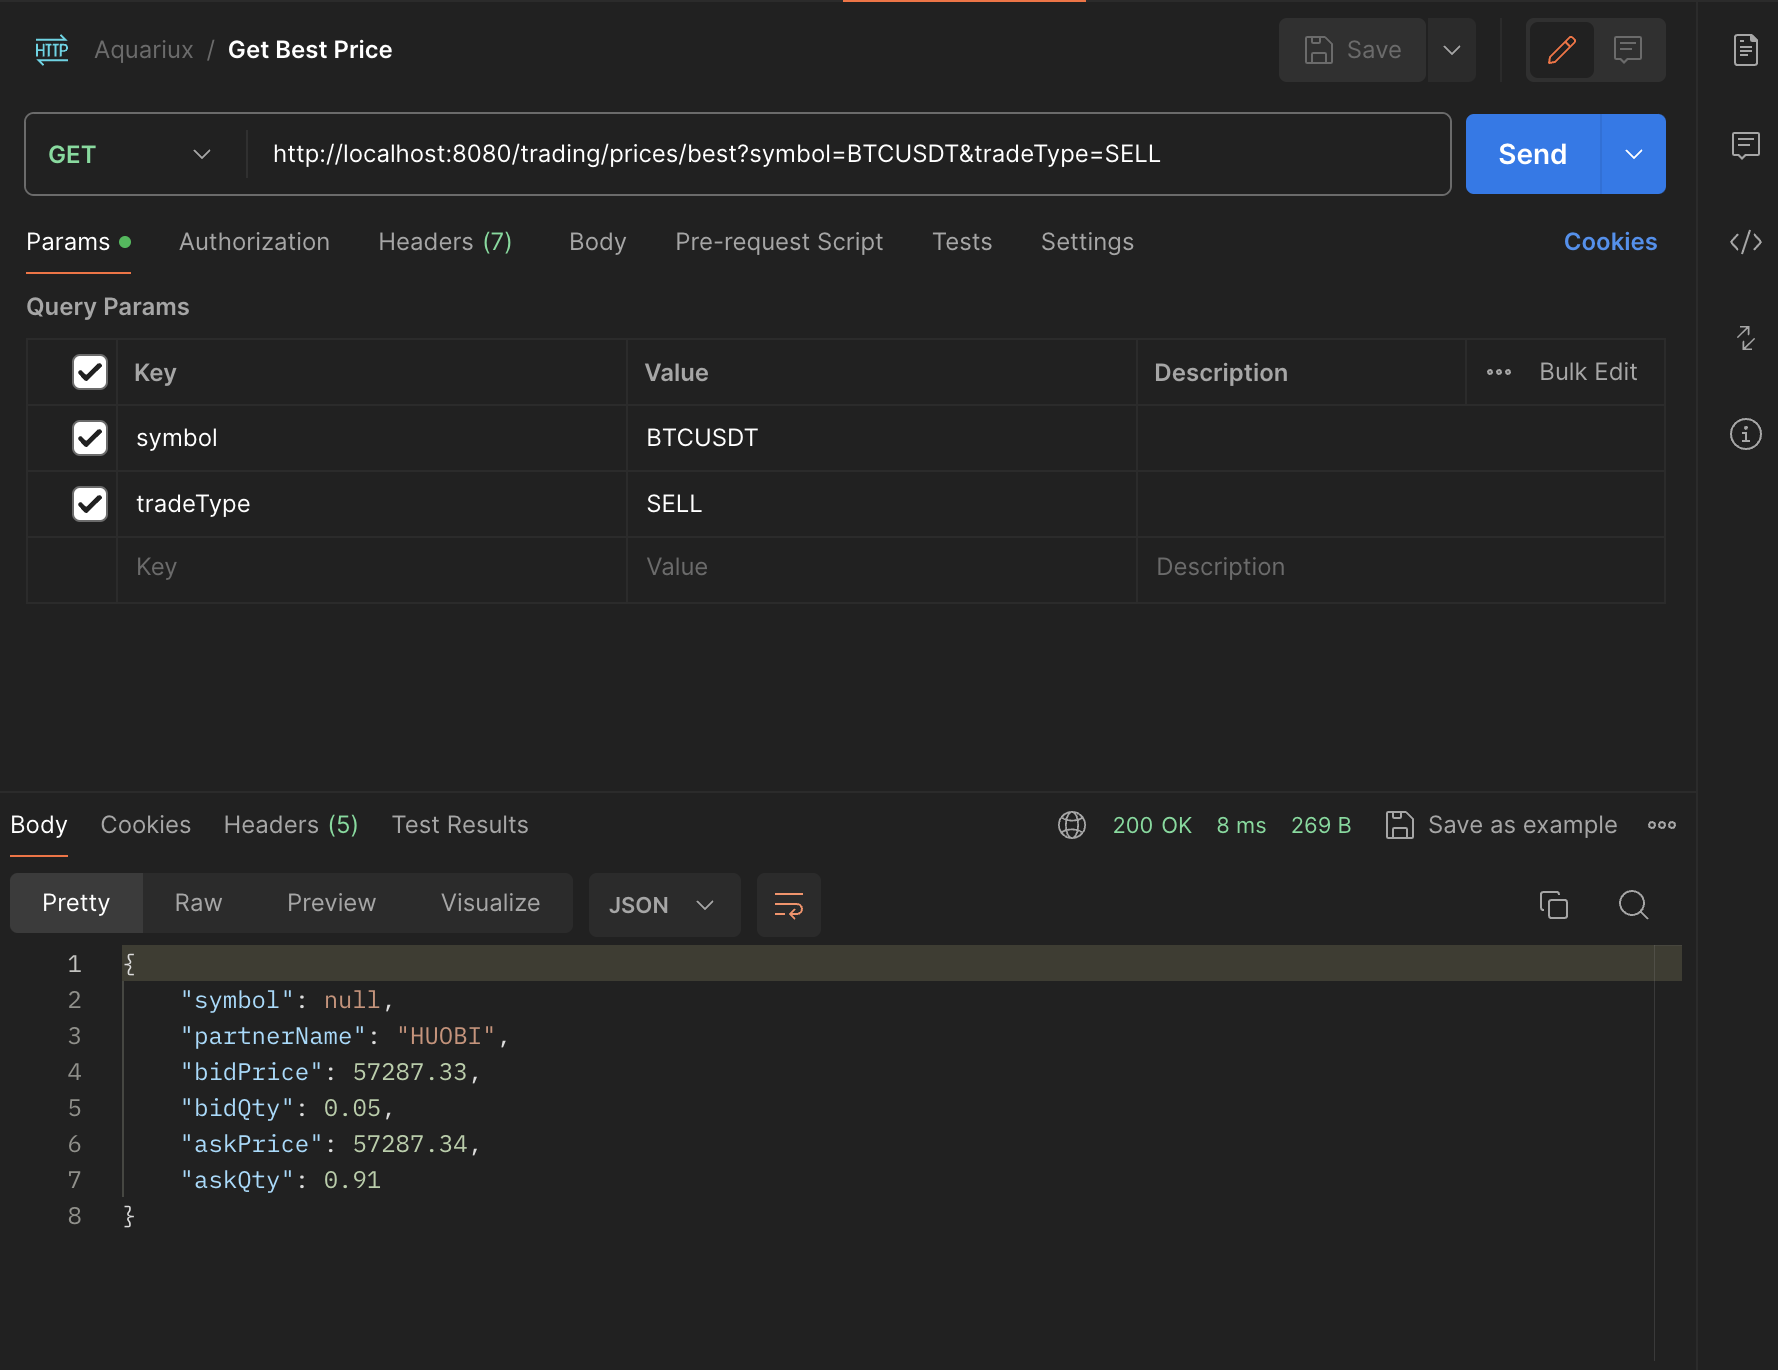 HTTP Aquariux / Get Best Price Save
GET http://localhost:8080/trading/prices/best?symbol=BTCUSDT&tradeType=SELL Send
Params Authorization Headers (7) Body Pre-request Script Tests Settings Cookies
Query Params
Key Value Description Bulk Edit
symbol BTCUSDT
tradeType SELL
Key Value Description
Body Cookies Headers (5) Test Results 200 OK 8 ms 269 B Save as example
Pretty Raw Preview Visualize JSON
1 {
2 "symbol": null,
3 "partnerName": "HUOBI",
4 "bidPrice": 57287.33,
5 "bidQty": 0.05,
6 "askPrice": 57287.34,
7 "askQty": 0.91
8 }